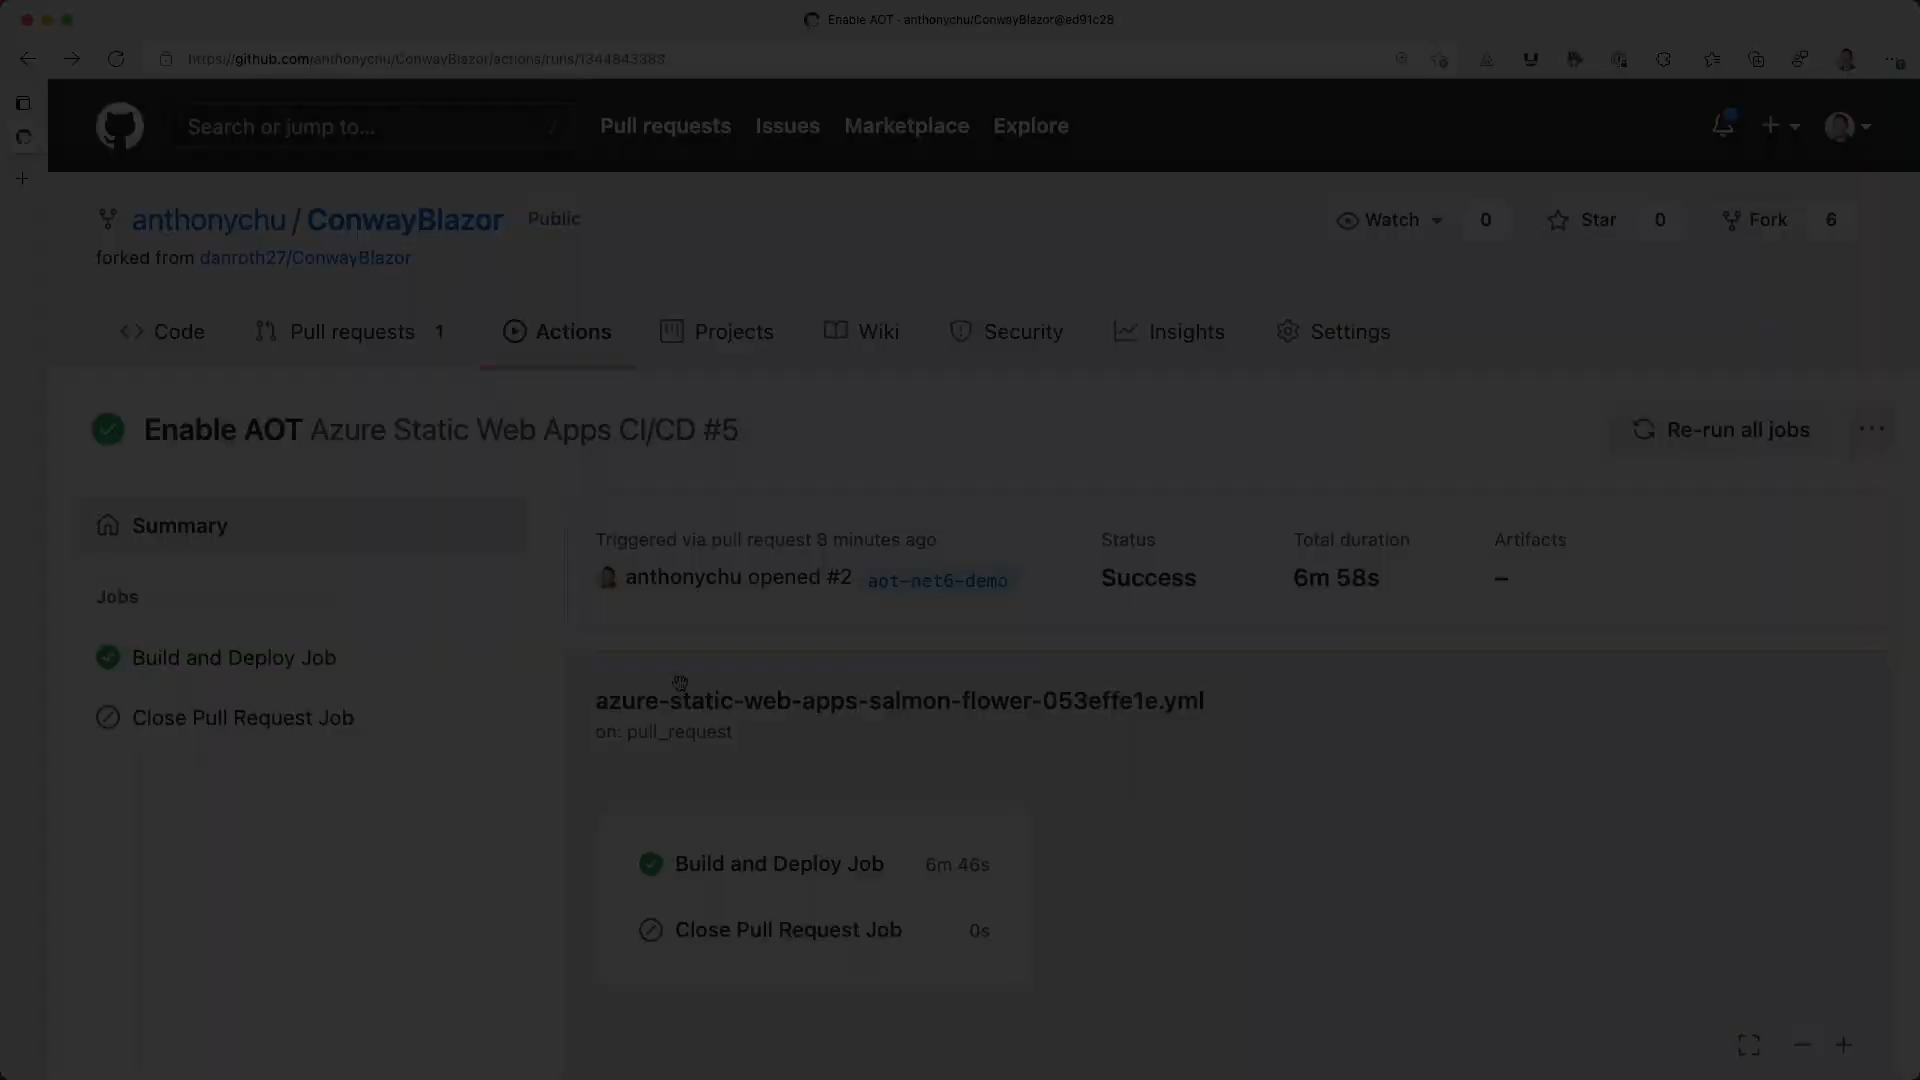 Enable AOT · anthonychu/ConwayBlazor@ed91c28
https://github.com/anthonychu/ConwayBlazor/actions/runs/1344843383
Search or jump to... /
Pull requests Issues Marketplace Explore
anthonychu / ConwayBlazor Public
Watch 0 Star 0 Fork 6
forked from danroth27/ConwayBlazor
Code Pull requests 1 Actions Projects Wiki Security Insights Settings
Enable AOT Azure Static Web Apps CI/CD #5
Re-run all jobs ...
Summary
Jobs
Build and Deploy Job
Close Pull Request Job
Triggered via pull request 8 minutes ago
anthonychu opened #2 aot-net6-demo
Status
Success
Total duration
6m 58s
Artifacts
–
azure-static-web-apps-salmon-flower-053effe1e.yml
on: pull_request
Build and Deploy Job 6m 46s
Close Pull Request Job 0s